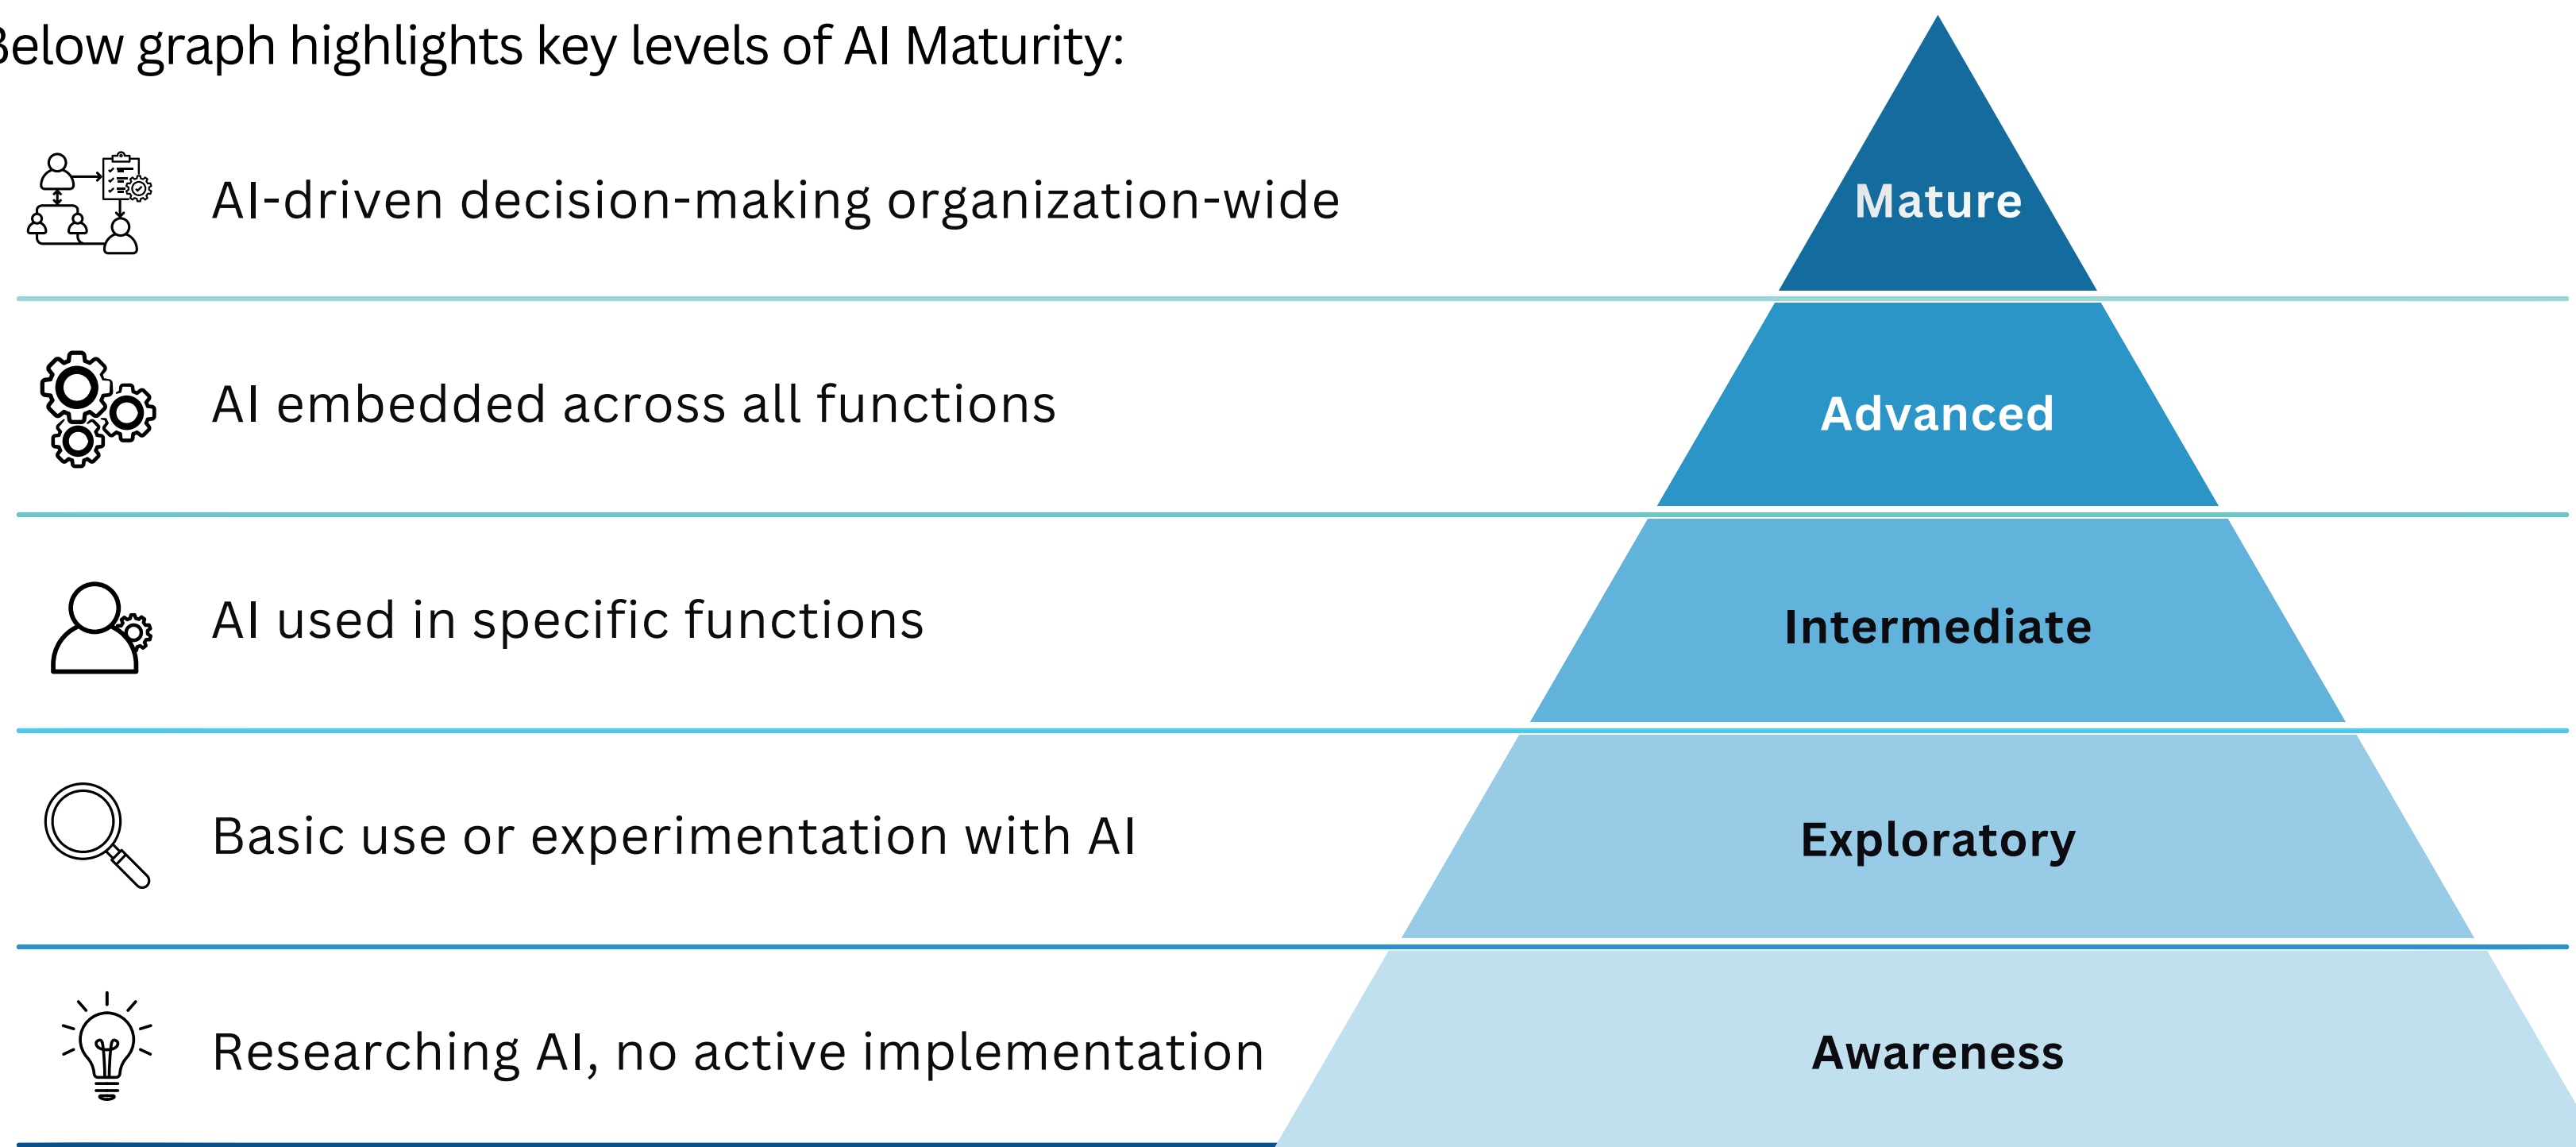 Below graph highlights key levels of AI Maturity:
AI-driven decision-making organization-wide
Mature
AI embedded across all functions
Advanced
AI used in specific functions
Intermediate
Basic use or experimentation with AI
Exploratory
Researching AI, no active implementation
Awareness